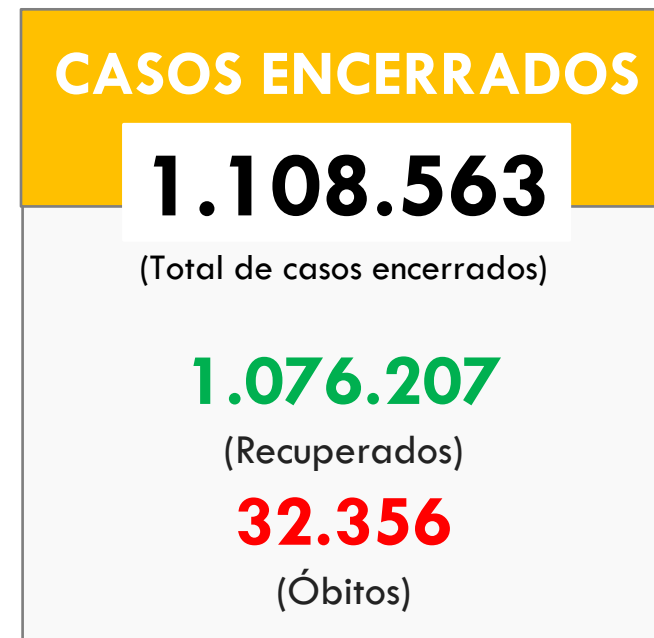 CASOS ENCERRADOS
1.108.563
(Total de casos encerrados)
1.076.207
(Recuperados)
32.356
(Óbitos)